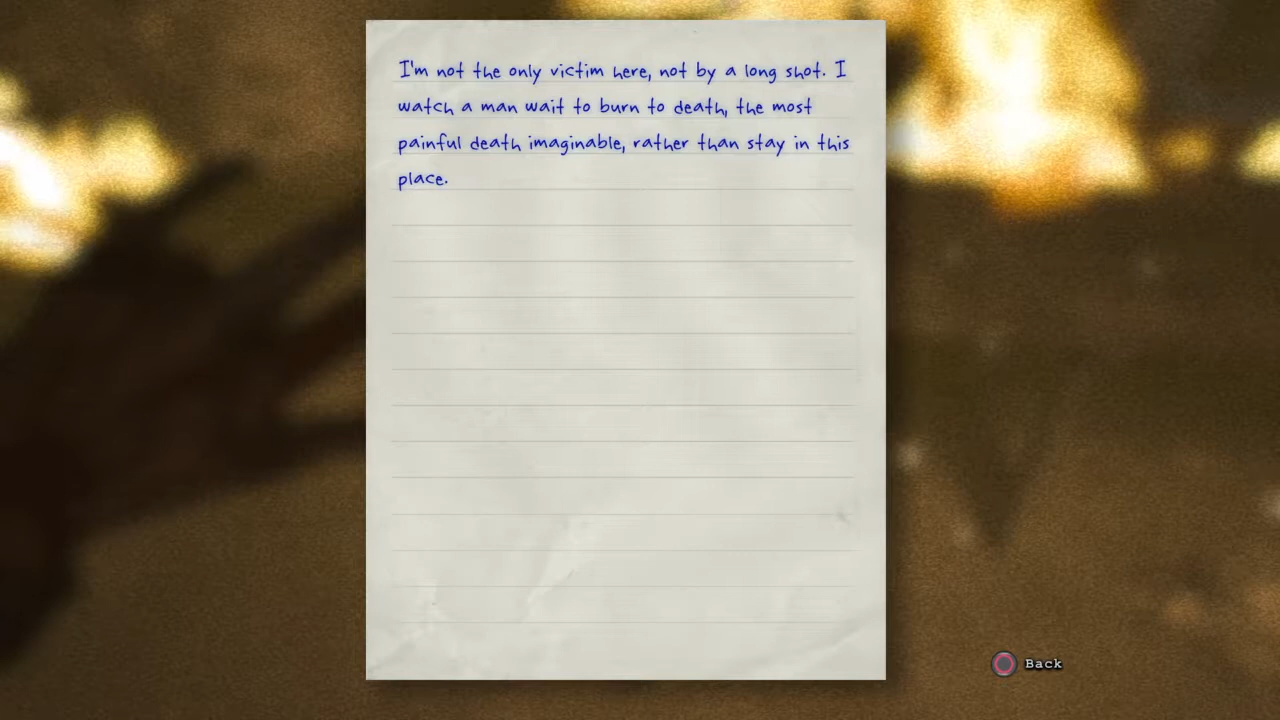 I'm not the only victim here, not by a long shot. I
watch a man wait to burn to death, the most
painful death imaginable, rather than stay in this
place.
Back